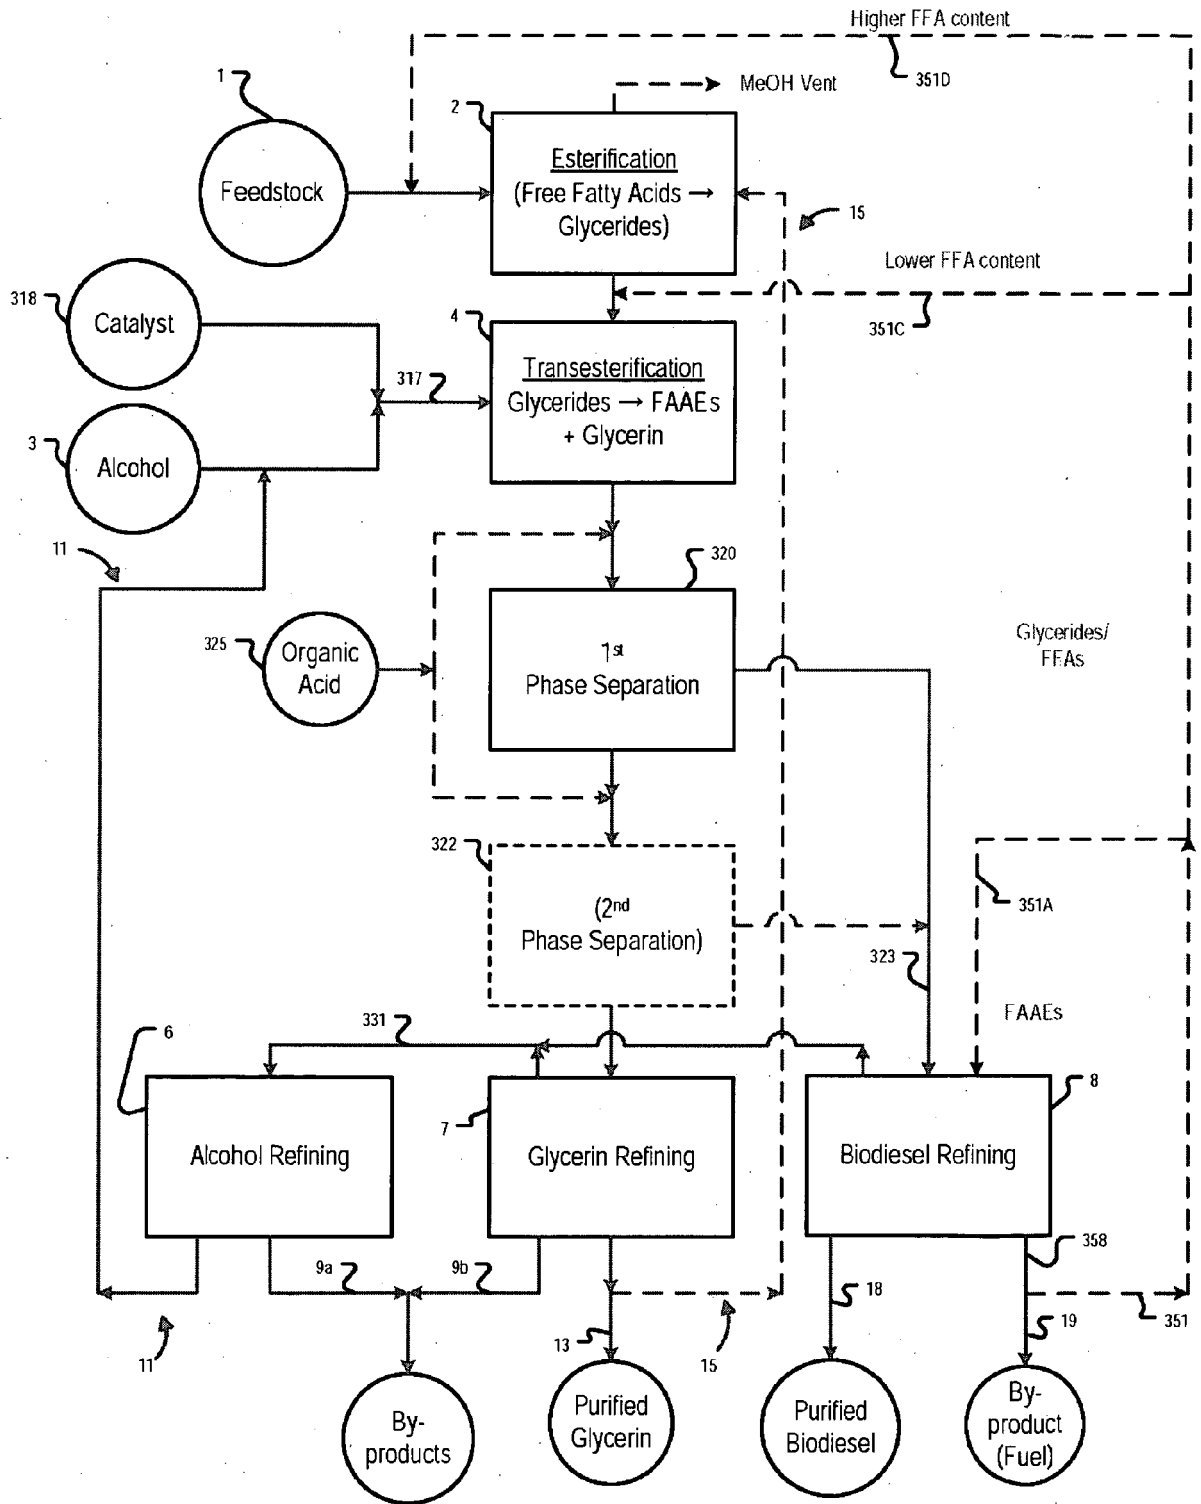 Higher FFA content
351D
1
MeOH Vent
2
Esterification
(Free Fatty Acids →
Glycerides)
Feedstock
15
Lower FFA content
318
Catalyst
4
351C
Transesterification
Glycerides → FAAEs
+ Glycerin
317
3
Alcohol
11
320
325
Organic
Acid
1st
Phase Separation
Glycerides/
FFAs
322
(2nd
Phase Separation)
351A
323
FAAEs
331
6
7
8
Alcohol Refining
Glycerin Refining
Biodiesel Refining
358
9a
9b
18
19
351
11
13
15
By-
products
Purified
Glycerin
Purified
Biodiesel
By-
product
(Fuel)